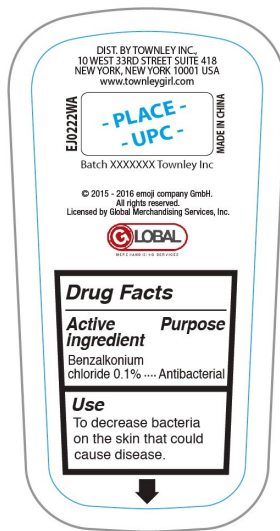 DIST. BY TOWNLEY INC.,
10 WEST 33RD STREET SUITE 418
NEW YORK, NEW YORK 10001 USA
www.townleygirl.com
EJ0222WA
- PLACE -
- UPC -
MADE IN CHINA
Batch XXXXXXX Townley Inc
© 2015 - 2016 emoji company GmbH.
All rights reserved.
Licensed by Global Merchandising Services, Inc.
GLOBAL
MERCHANDISING SERVICES
Drug Facts
Active Purpose
ingredient
Benzalkonium
chloride 0.1% ···· Antibacterial
Use
To decrease bacteria
on the skin that could
cause disease.